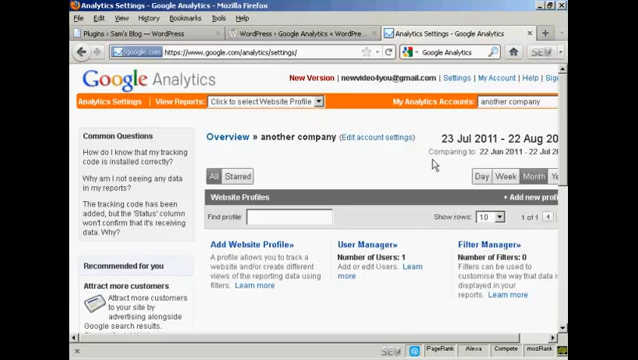 Analytics Settings - Google Analytics - Mozilla Firefox
File Edit View History Bookmarks Tools Help
Plugins ‹ Sam's Blog — WordPress
WordPress › Google Analytics « WordPres...
Analytics Settings - Google Analytics
google.com https://www.google.com/analytics/settings/
Google Analytics
Google Analytics
New Version | newvideo4you@gmail.com | Settings | My Account | Help | Sign
Analytics Settings | View Reports: Click to select Website Profile
My Analytics Accounts: another company
Common Questions
How do I know my tracking
code is installed correctly?
Why am I not seeing any data
in my reports?
The tracking code has
been added, but the 'Status' column
won't confirm that it's receiving
data. Why?
Recommended for you
Attract more customers
Attract more customers
to your site by
advertising alongside
Google search results.
Overview » another company (Edit account settings)
23 Jul 2011 - 22 Aug 20
Comparing to: 22 Jun 2011 - 22 Jul 20
All Starred
Day Week Month Ye
Website Profiles
+ Add new profi
Find profile:
Show rows: 10 1 of 1
Add Website Profile»
A profile allows you to track
a website and/or create different
views of the reporting data using
filters. Learn more
User Manager»
Number of Users: 1
Add or edit Users. Learn
more
Filter Manager»
Number of Filters: 0
Filters can be used to
customise the way data is
displayed in your
reports. Learn more
PageRank Alexa Compete mozRank